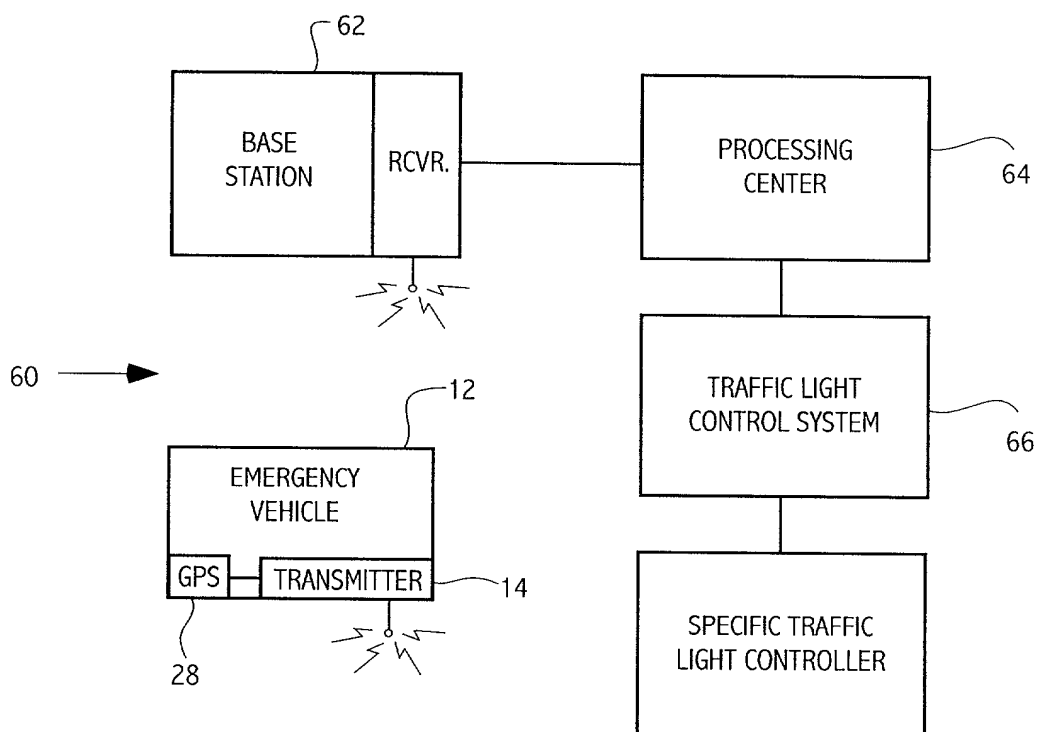 62
BASE
STATION
RCVR.
PROCESSING
CENTER
64
60
12
TRAFFIC LIGHT
CONTROL SYSTEM
66
EMERGENCY
VEHICLE
GPS
TRANSMITTER
14
28
SPECIFIC TRAFFIC
LIGHT CONTROLLER